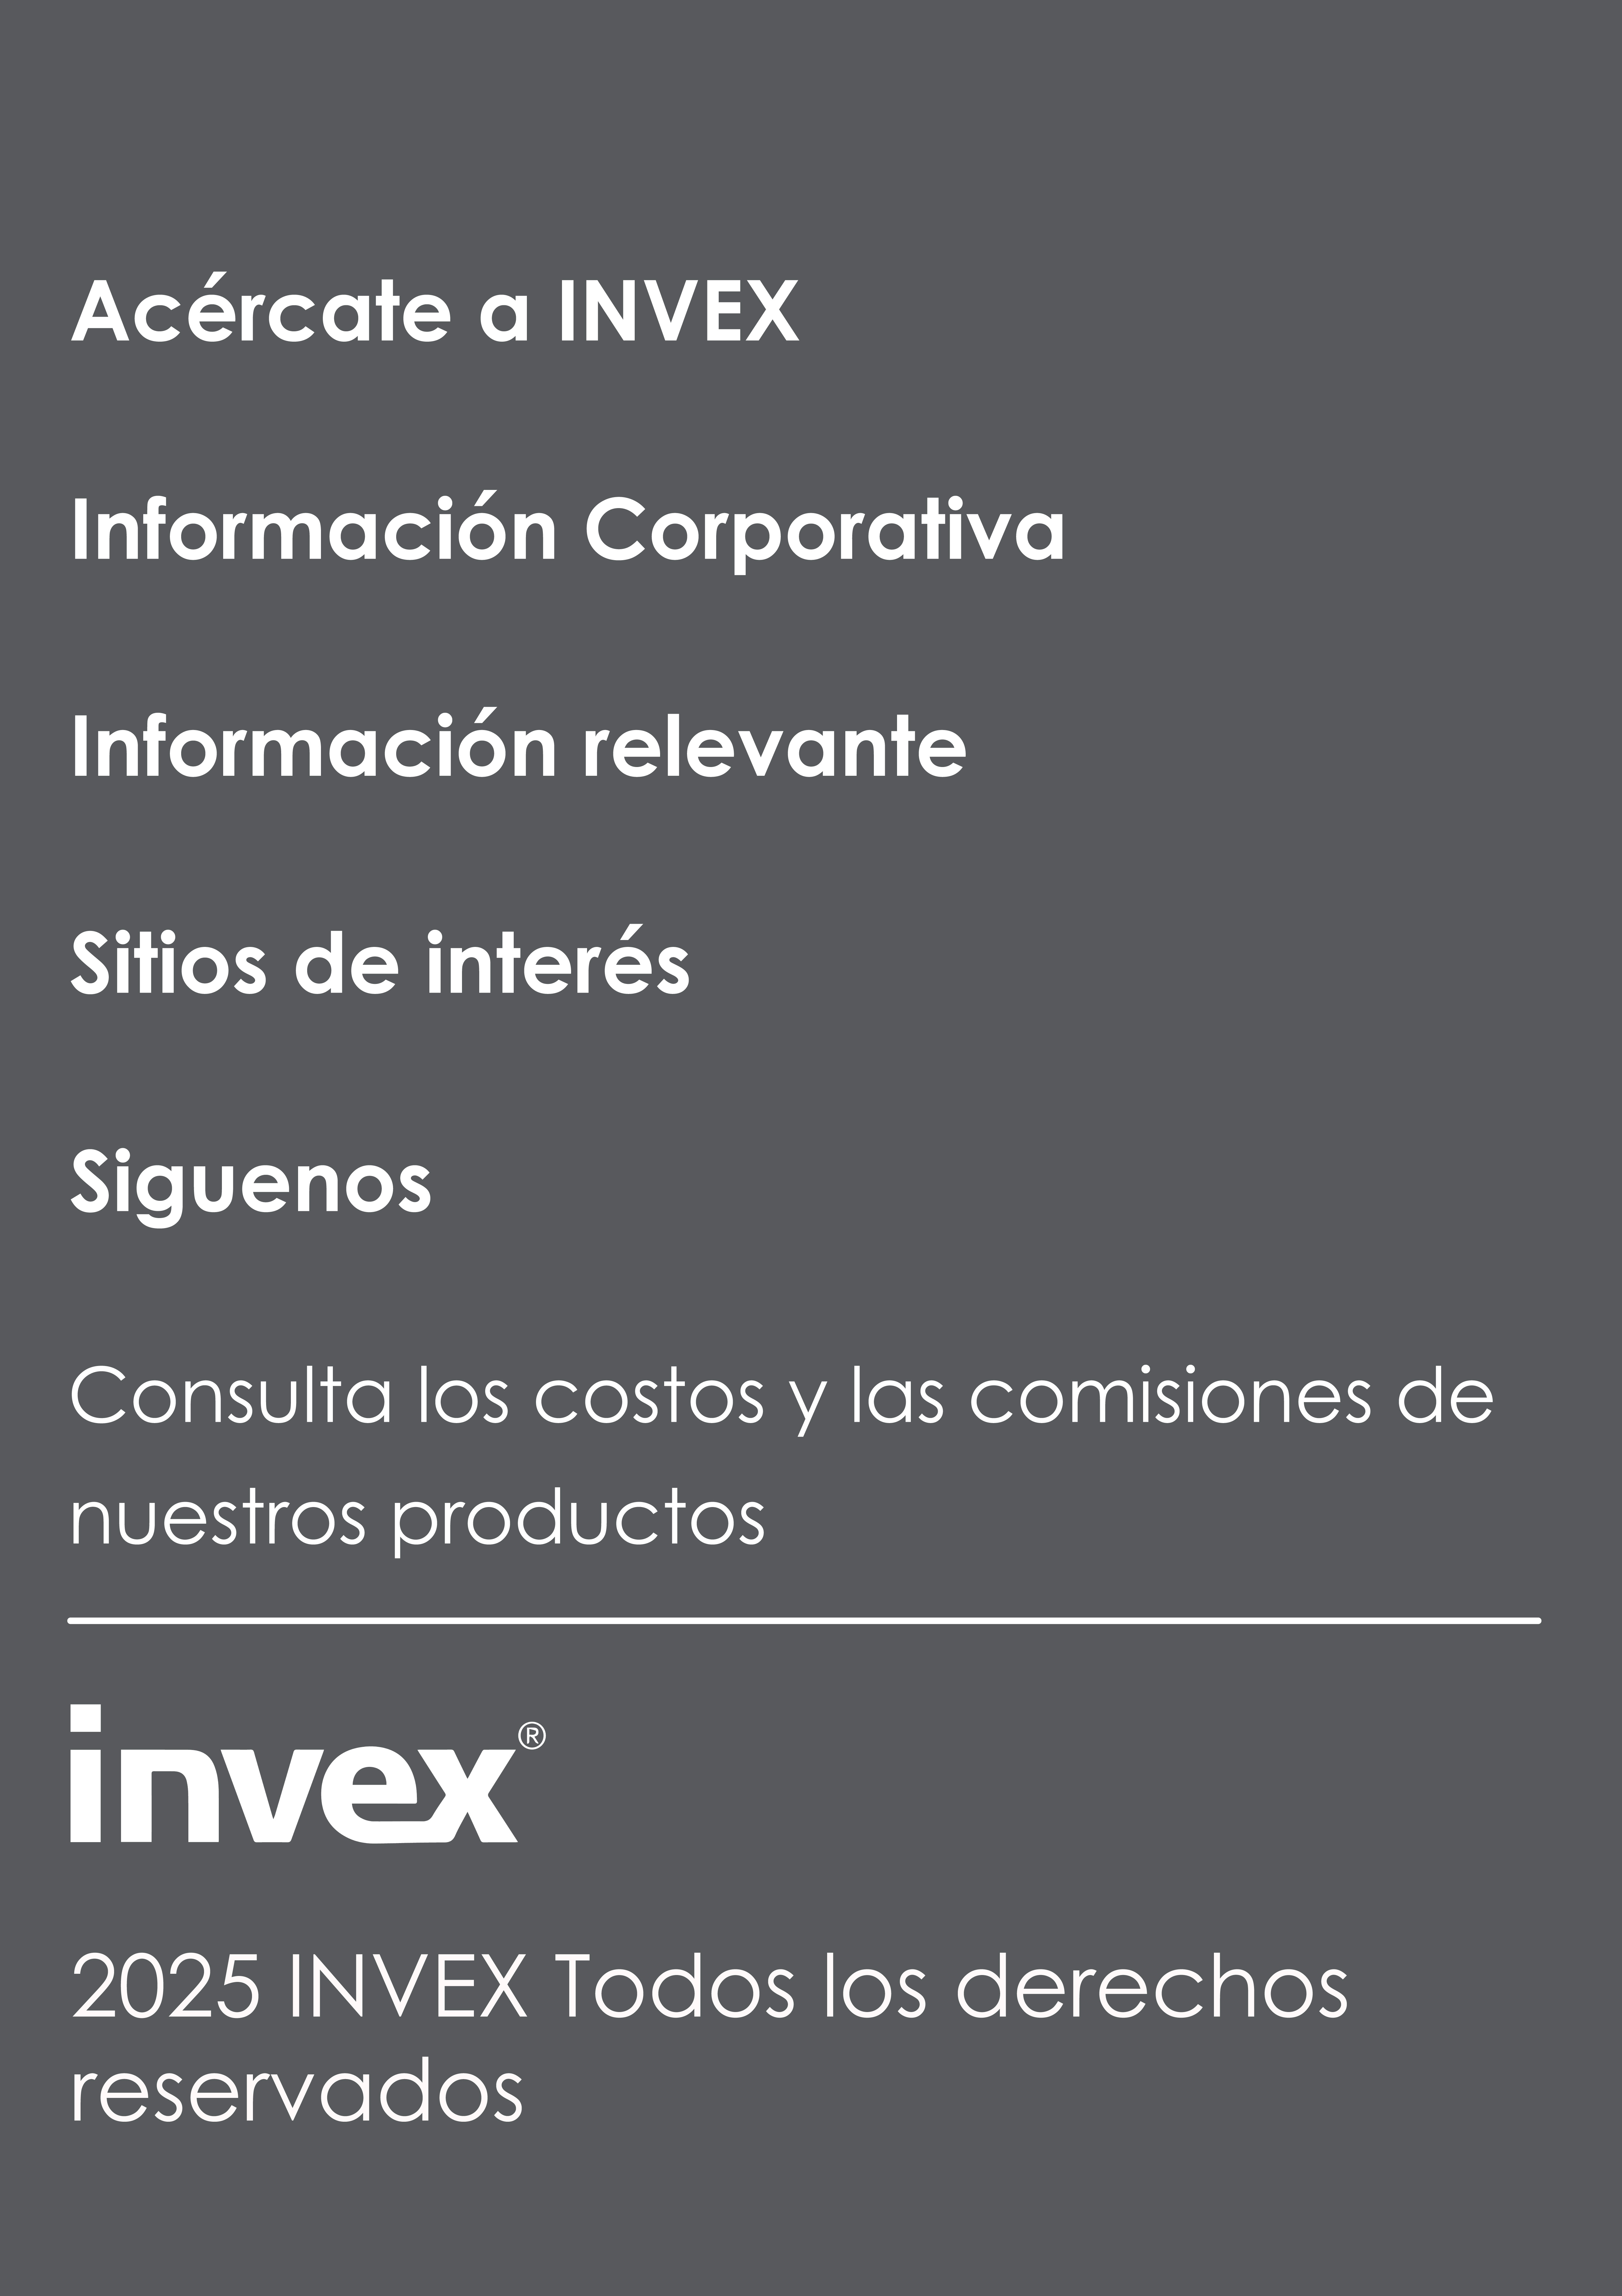 Acércate a INVEX
Información Corporativa
Información relevante
Sitios de interés
Siguenos
Consulta los costos y las comisiones de
nuestros productos
invex®
2025 INVEX Todos los derechos
reservados